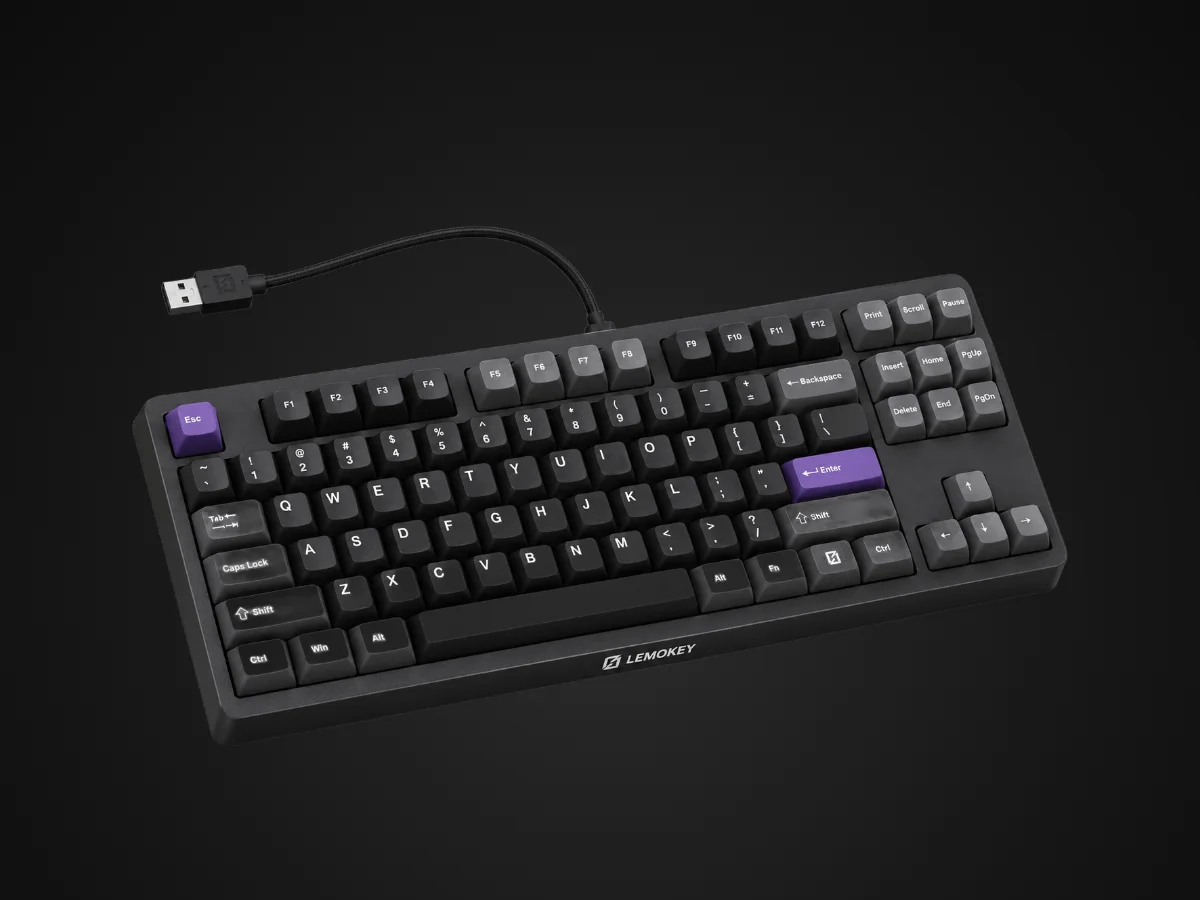 Esc F1 F2 F3 F4 F5 F6 F7 F8 F9 F10 F11 F12 Print Scroll Pause
~ ` ! 1 @ 2 # 3 $ 4 % 5 ^ 6 & 7 * 8 ( 9 ) 0 — - + = ←Backspace Insert Home PgUp
Tab Q W E R T Y U I O P { [ } ] | \ Delete End PgDn
Caps Lock A S D F G H J K L : ; " ' Enter
Shift Z X C V B N M < , > . ? / Shift ↑
Ctrl Win Alt Alt Fn Ctrl ← ↓ →
LEMOKEY